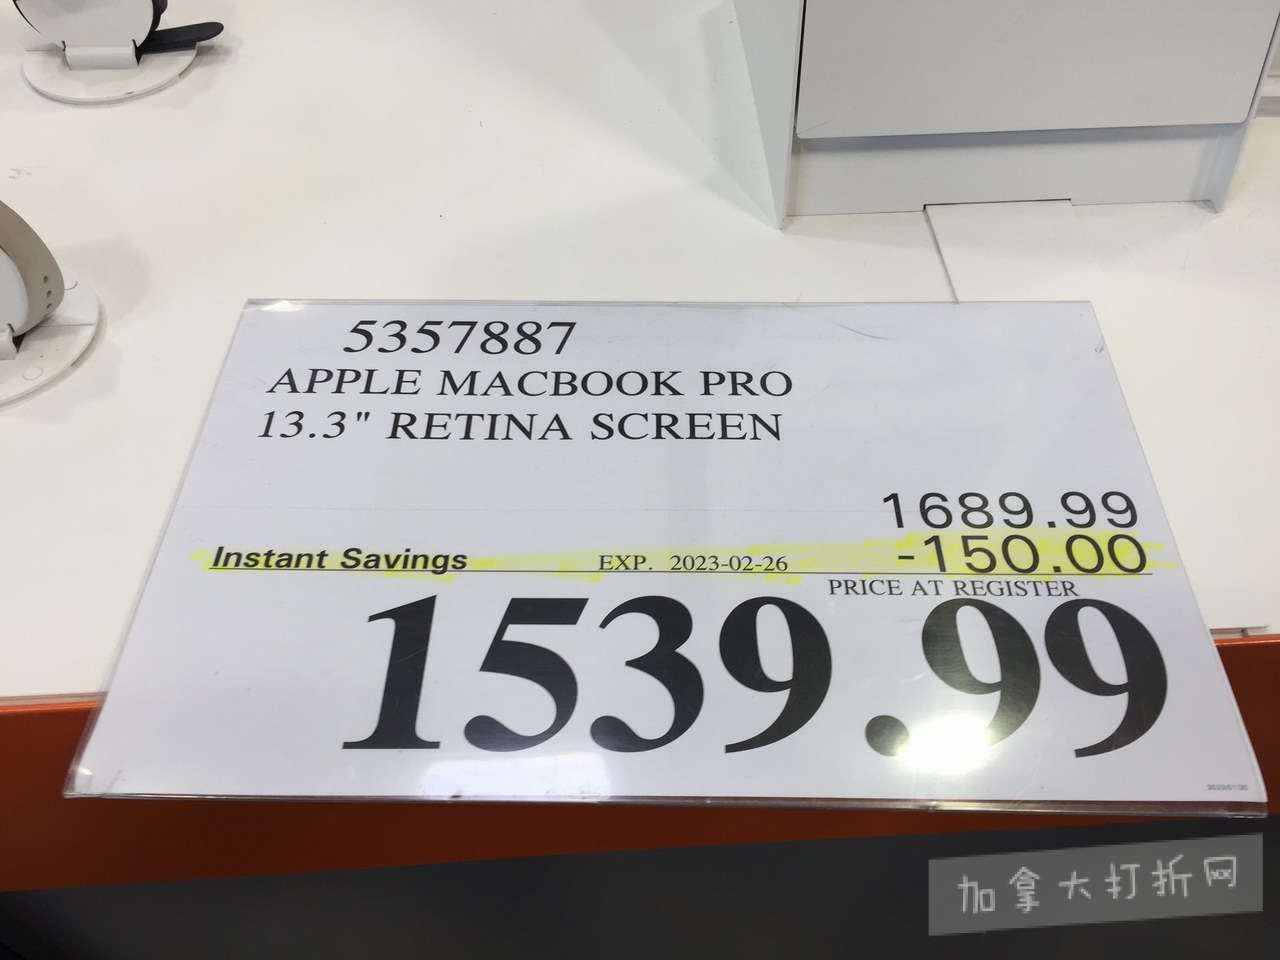 5357887
APPLE MACBOOK PRO
13.3" RETINA SCREEN
1689.99
Instant Savings EXP. 2023-02-26 -150.00
PRICE AT REGISTER
1539.99
加拿大打折网